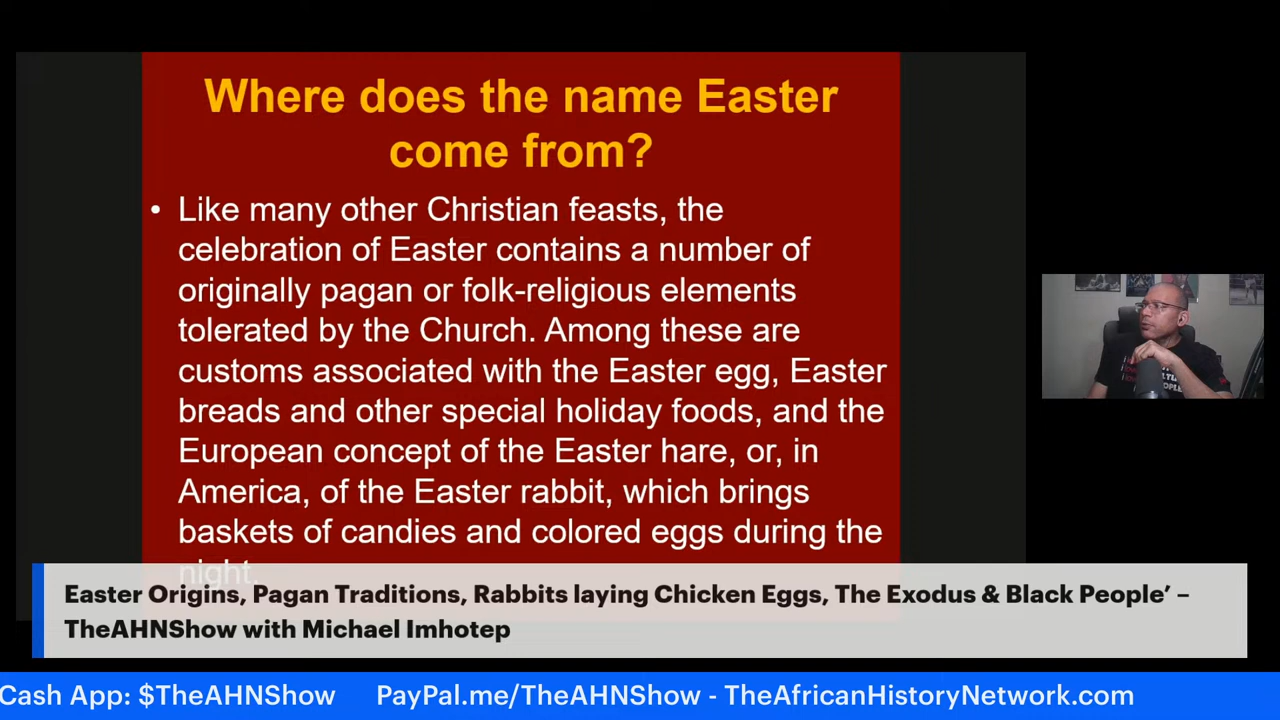 Where does the name Easter
come from?
• Like many other Christian feasts, the
celebration of Easter contains a number of
originally pagan or folk-religious elements
tolerated by the Church. Among these are
customs associated with the Easter egg, Easter
breads and other special holiday foods, and the
European concept of the Easter hare, or, in
America, of the Easter rabbit, which brings
baskets of candies and colored eggs during the
night.
Easter Origins, Pagan Traditions, Rabbits laying Chicken Eggs, The Exodus & Black People’ –
TheAHNShow with Michael Imhotep
Cash App: $TheAHNShow PayPal.me/TheAHNShow - TheAfricanHistoryNetwork.com